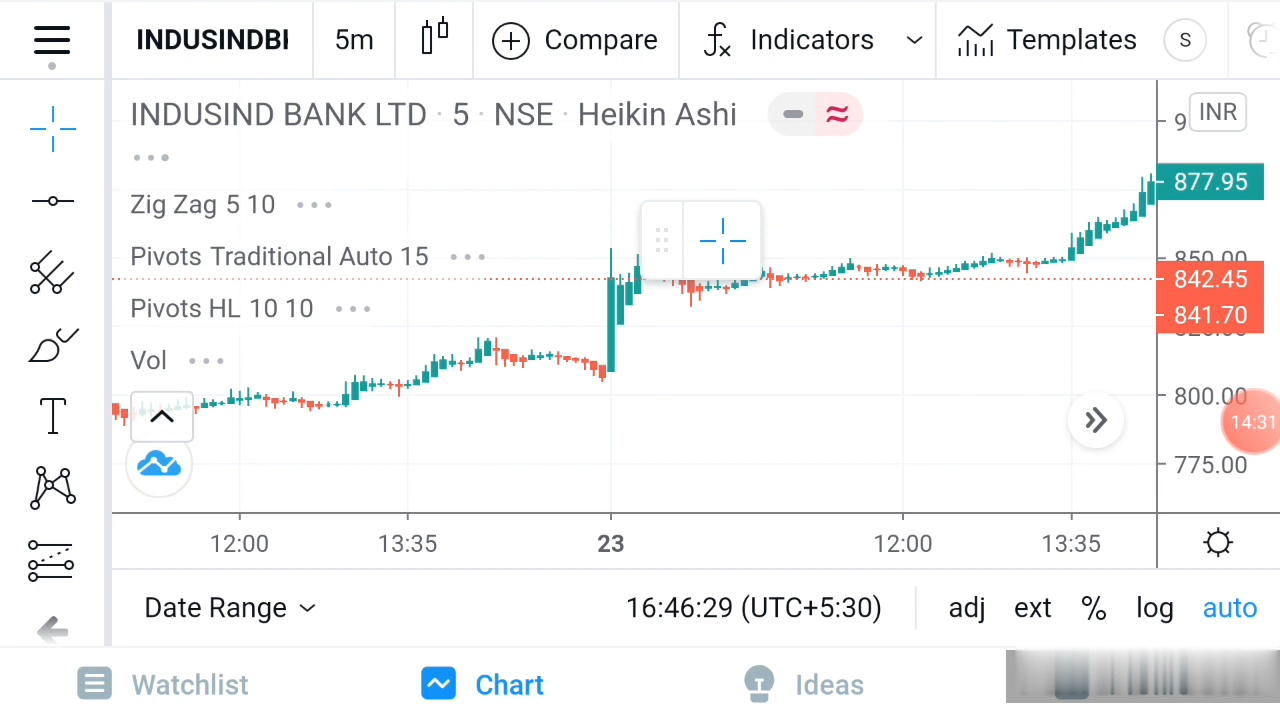 INDUSINDBI 5m Compare Indicators Templates S
INDUSIND BANK LTD · 5 · NSE · Heikin Ashi
INR
877.95
Zig Zag 5 10
Pivots Traditional Auto 15
850.00
842.45
Pivots HL 10 10
841.70
Vol
800.00
14:31
775.00
12:00 13:35 23 12:00 13:35
Date Range 16:46:29 (UTC+5:30) adj ext % log auto
Watchlist Chart Ideas